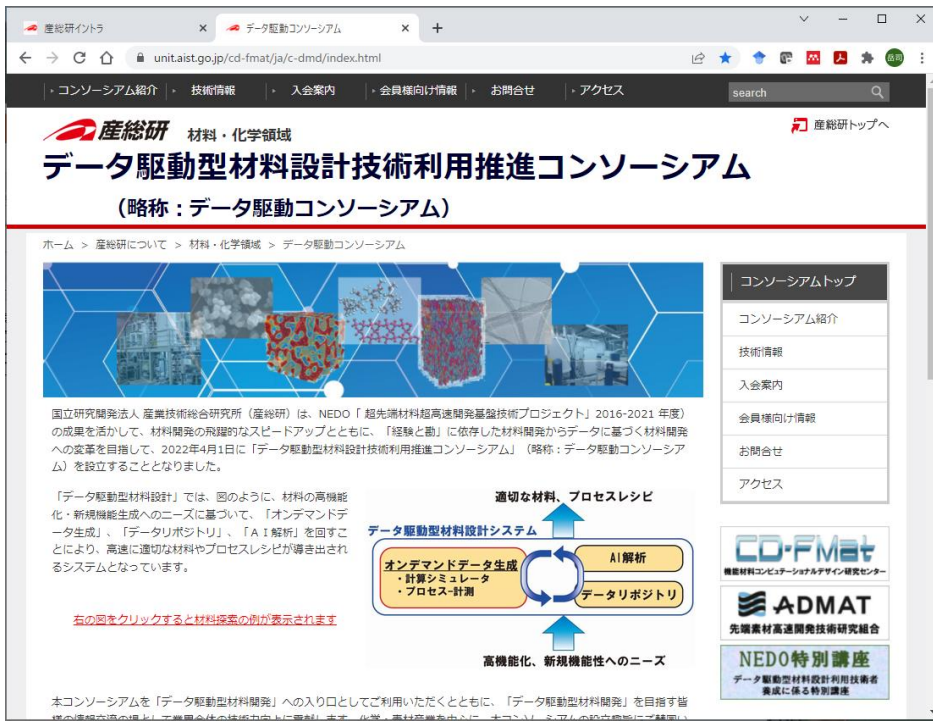 産総研イントラ
データ駆動コンソーシアム
unit.aist.go.jp/cd-fmat/ja/c-dmd/index.html
岳司
コンソーシアム紹介
技術情報
入会案内
会員様向け情報
お問合せ
アクセス
search
産総研 材料・化学領域
産総研トップへ
データ駆動型材料設計技術利用推進コンソーシアム
（略称：データ駆動コンソーシアム）
ホーム > 産総研について > 材料・化学領域 > データ駆動コンソーシアム
国立研究開発法人 産業技術総合研究所（産総研）は、NEDO「 超先端材料超高速開発基盤技術プロジェクト」2016-2021 年度）
の成果を活かして、材料開発の飛躍的なスピードアップとともに、「経験と勘」に依存した材料開発からデータに基づく材料開発
への変革を目指して、2022年4月1日に「データ駆動型材料設計技術利用推進コンソーシアム」（略称：データ駆動コンソーシア
ム）を設立することとなりました。
「データ駆動型材料設計」では、図のように、材料の高機能
化・新規機能生成へのニーズに基づいて、「オンデマンドデ
ータ生成」、「データリポジトリ」、「ＡＩ解析」を回すこ
とにより、高速に適切な材料やプロセスレシピが導き出され
るシステムとなっています。
右の図をクリックすると材料探索の例が表示されます
適切な材料、プロセスレシピ
データ駆動型材料設計システム
オンデマンドデータ生成
・計算シミュレータ
・プロセス-計測
AI解析
データリポジトリ
高機能化、新規機能性へのニーズ
本コンソーシアムを「データ駆動型材料開発」への入り口としてご利用いただくとともに、「データ駆動型材料開発」を目指す皆
コンソーシアムトップ
コンソーシアム紹介
技術情報
入会案内
会員様向け情報
お問合せ
アクセス
CD-FMat
機能材料コンピュテーショナルデザイン研究センター
ADMAT
先端素材高速開発技術研究組合
NEDO特別講座
データ駆動型材料設計利用技術者
養成に係る特別講座